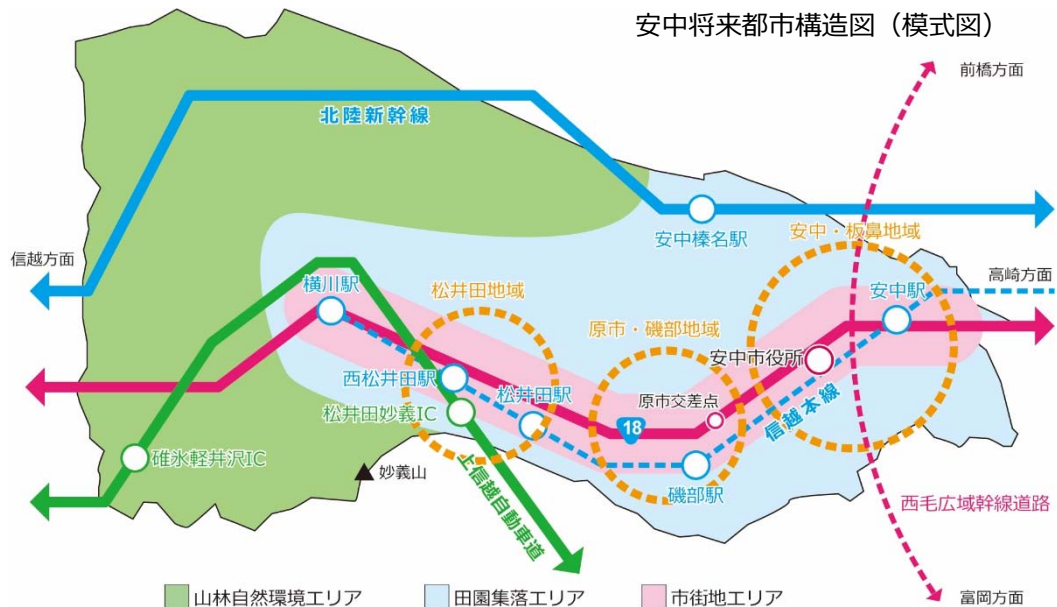 安中将来都市構造図（模式図）
前橋方面
北陸新幹線
安中榛名駅
安中・板鼻地域
信越方面
高崎方面
横川駅
松井田地域
安中駅
原市・磯部地域
安中市役所
西松井田駅
松井田駅
原市交差点
松井田妙義IC
18
信越本線
碓氷軽井沢IC
妙義山
磯部駅
上信越自動車道
西毛広域幹線道路
山林自然環境エリア
田園集落エリア
市街地エリア
富岡方面